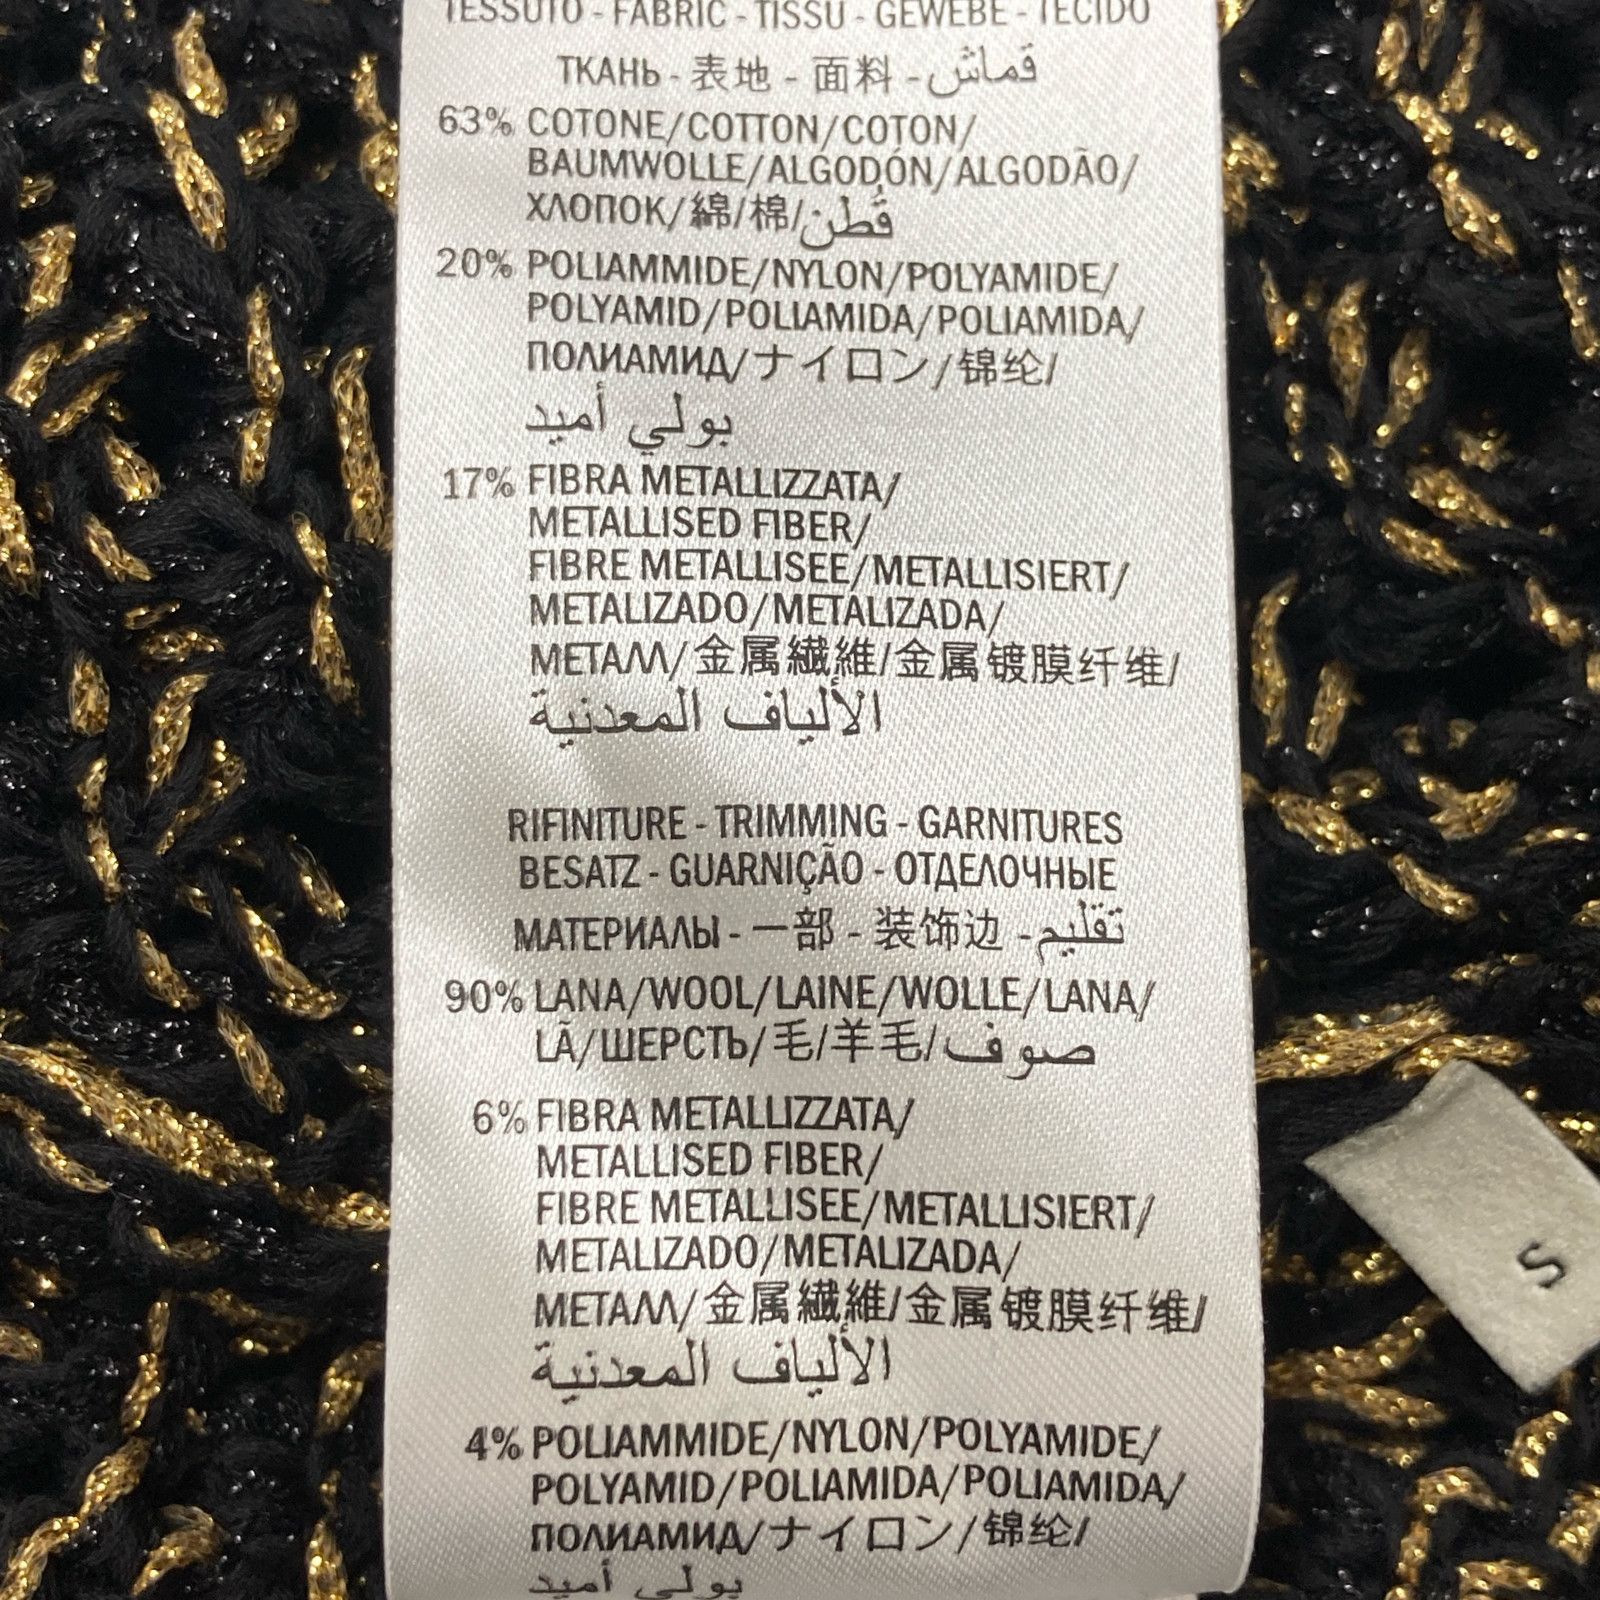 TESSUTO - FABRIC - TISSU - GEWEBE - TECIDO
ТКАНЬ - 表地 - 面料 - قماش
63% COTONE/COTTON/COTON/
BAUMWOLLE/ALGODÓN/ALGODÃO/
ХЛОПОК/綿/棉/قطن
20% POLIAMMIDE/NYLON/POLYAMIDE/
POLYAMID/POLIAMIDA/POLIAMIDA/
ПОЛИАМИД/ナイロン/锦纶/
بولي أميد
17% FIBRA METALLIZZATA/
METALLISED FIBER/
FIBRE METALLISEE/METALLISIERT/
METALIZADO/METALIZADA/
МЕТАЛЛ/金属繊維/金属镀膜纤维/
الألياف المعدنية
RIFINITURE - TRIMMING - GARNITURES
BESATZ - GUARNIÇÃO - ОТДЕЛОЧНЫЕ
МАТЕРИАЛЫ - 一部 - 装饰边 - تقليم
90% LANA/WOOL/LAINE/WOLLE/LANA/
LÃ/ШЕРСТЬ/毛/羊毛/صوف
6% FIBRA METALLIZZATA/
METALLISED FIBER/
FIBRE METALLISEE/METALLISIERT/
METALIZADO/METALIZADA/
МЕТАЛЛ/金属繊維/金属镀膜纤维/
الألياف المعدنية
4% POLIAMMIDE/NYLON/POLYAMIDE/
POLYAMID/POLIAMIDA/POLIAMIDA/
ПОЛИАМИД/ナイロン/锦纶/
بولي أميد
S